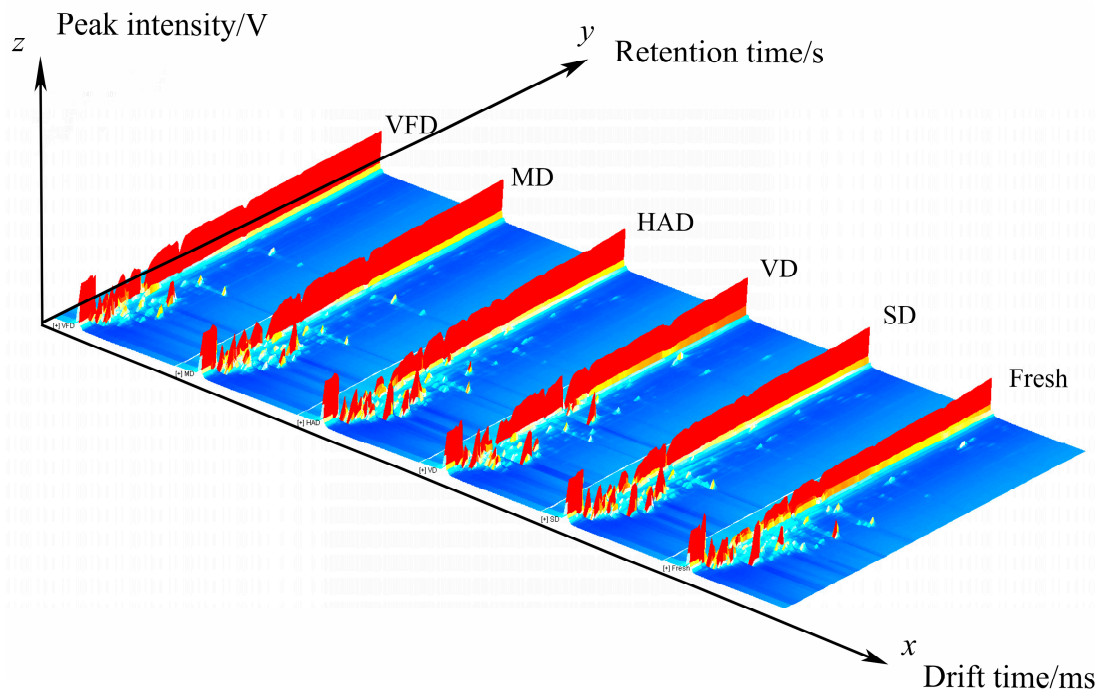 Peak intensity/V
z
y
Retention time/s
VFD
MD
HAD
VD
SD
Fresh
[+] VFD
[+] MD
[+] HAD
[+] VD
[+] SD
[+] Fresh
x
Drift time/ms